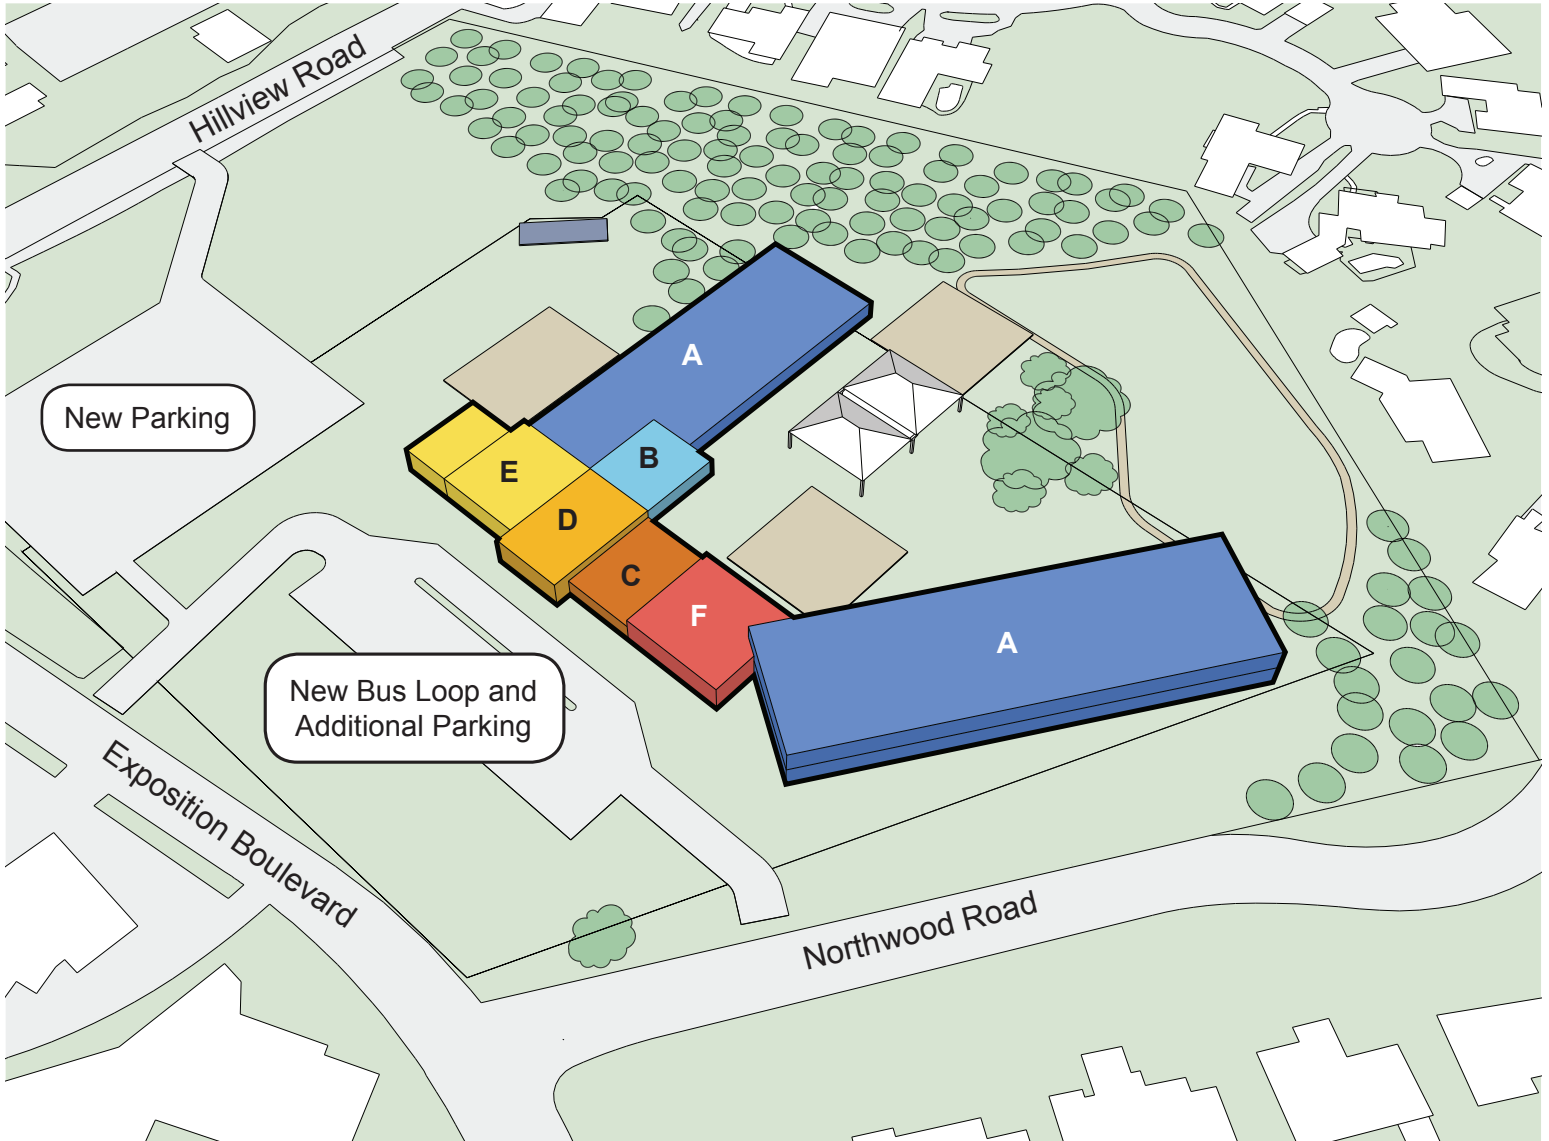 Hillview Road
New Parking
A
B
E
D
C
F
A
New Bus Loop and
Additional Parking
Exposition Boulevard
Northwood Road